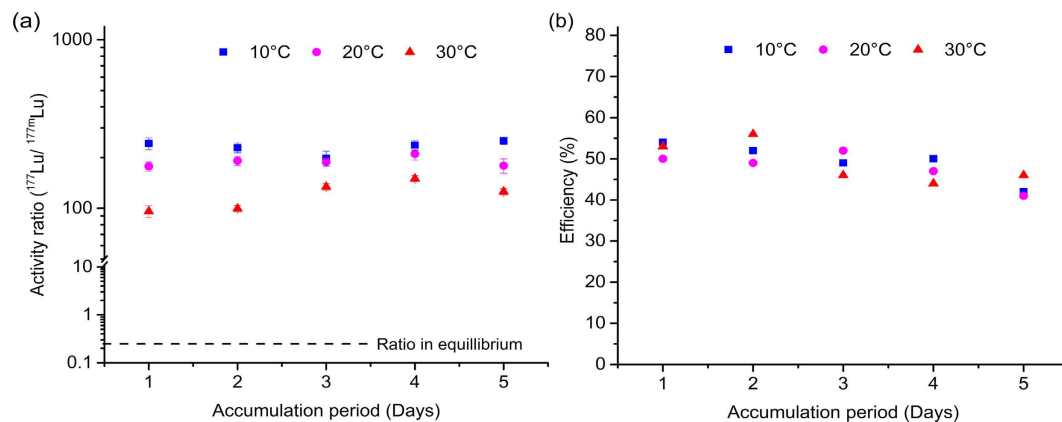 (a)
1000
100
10
1
0.1
Activity ratio (¹⁷⁷Lu/ ¹⁷⁷ᵐLu)
10°C 20°C 30°C
Ratio in equillibrium
1 2 3 4 5
Accumulation period (Days)
(b)
80
70
60
50
40
30
20
10
0
Efficiency (%)
10°C 20°C 30°C
1 2 3 4 5
Accumulation period (Days)